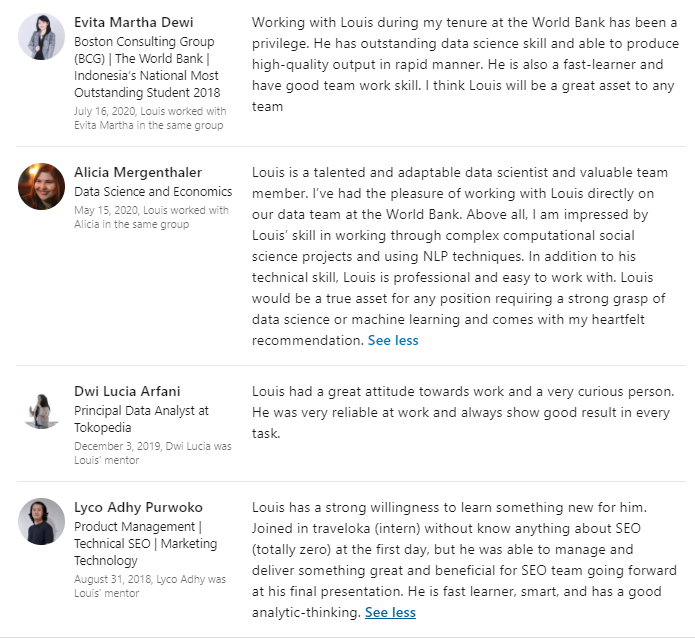 Evita Martha Dewi
Boston Consulting Group
(BCG) | The World Bank |
Indonesia's National Most
Outstanding Student 2018
July 16, 2020, Louis worked with
Evita Martha in the same group
Working with Louis during my tenure at the World Bank has been a
privilege. He has outstanding data science skill and able to produce
high-quality output in rapid manner. He is also a fast-learner and
have good team work skill. I think Louis will be a great asset to any
team
Alicia Mergenthaler
Data Science and Economics
May 15, 2020, Louis worked with
Alicia in the same group
Louis is a talented and adaptable data scientist and valuable team
member. I've had the pleasure of working with Louis directly on
our data team at the World Bank. Above all, I am impressed by
Louis' skill in working through complex computational social
science projects and using NLP techniques. In addition to his
technical skill, Louis is professional and easy to work with. Louis
would be a true asset for any position requiring a strong grasp of
data science or machine learning and comes with my heartfelt
recommendation. See less
Dwi Lucia Arfani
Principal Data Analyst at
Tokopedia
December 3, 2019, Dwi Lucia was
Louis' mentor
Louis had a great attitude towards work and a very curious person.
He was very reliable at work and always show good result in every
task.
Lyco Adhy Purwoko
Product Management |
Technical SEO | Marketing
Technology
August 31, 2018, Lyco Adhy was
Louis' mentor
Louis has a strong willingness to learn something new for him.
Joined in traveloka (intern) without know anything about SEO
(totally zero) at the first day, but he was able to manage and
deliver something great and beneficial for SEO team going forward
at his final presentation. He is fast learner, smart, and has a good
analytic-thinking. See less